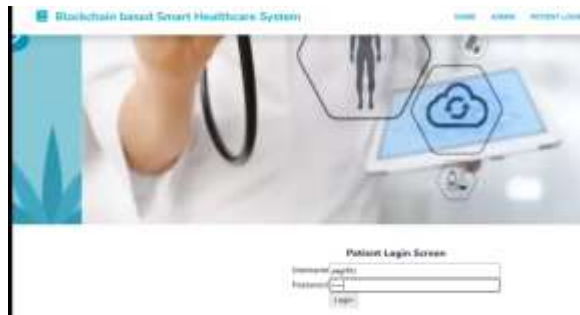 Blockchain based Smart Healthcare System
HOME ADMIN PATIENT LOGIN
Patient Login Screen
Username
Password
Login